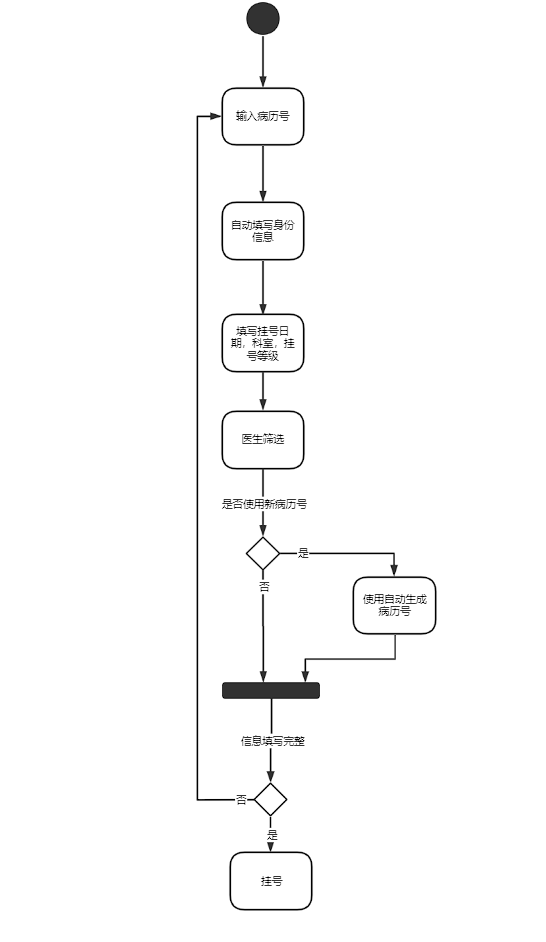 输入病历号
自动填写身份
信息
填写挂号日
期，科室，挂
号等级
医生筛选
是否使用新病历号
是
否
使用自动生成
病历号
信息填写完整
否
是
挂号